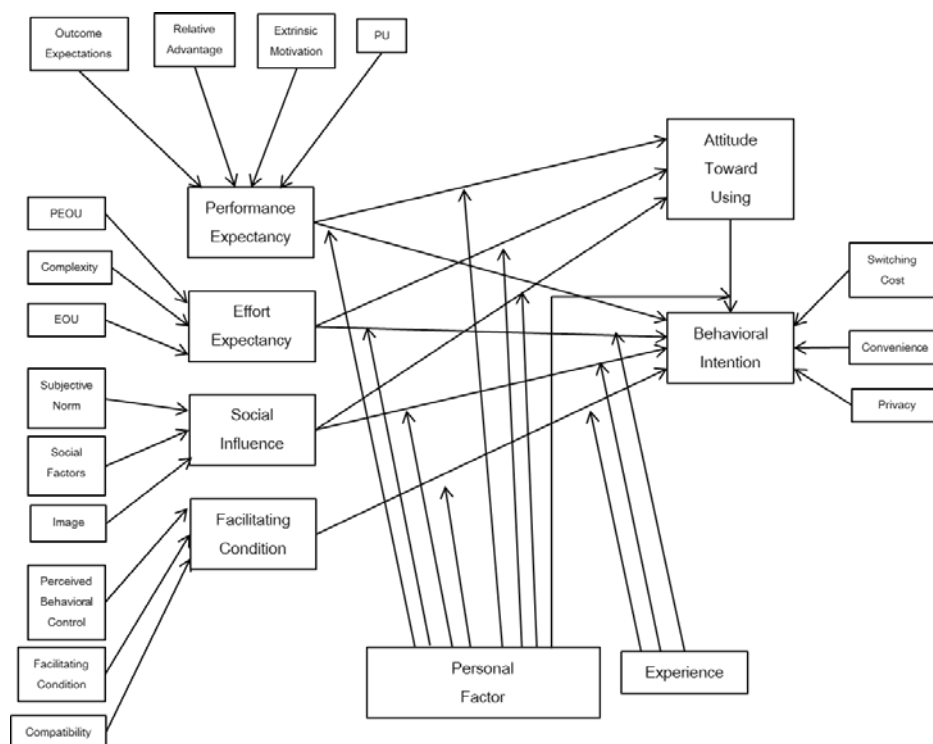 Outcome
Expectations
Relative
Advantage
Extrinsic
Motivation
PU
Attitude
Toward
Using
Performance
Expectancy
PEOU
Complexity
EOU
Effort
Expectancy
Switching
Cost
Behavioral
Intention
Convenience
Privacy
Subjective
Norm
Social
Factors
Image
Social
Influence
Facilitating
Condition
Perceived
Behavioral
Control
Facilitating
Condition
Compatibility
Personal
Factor
Experience